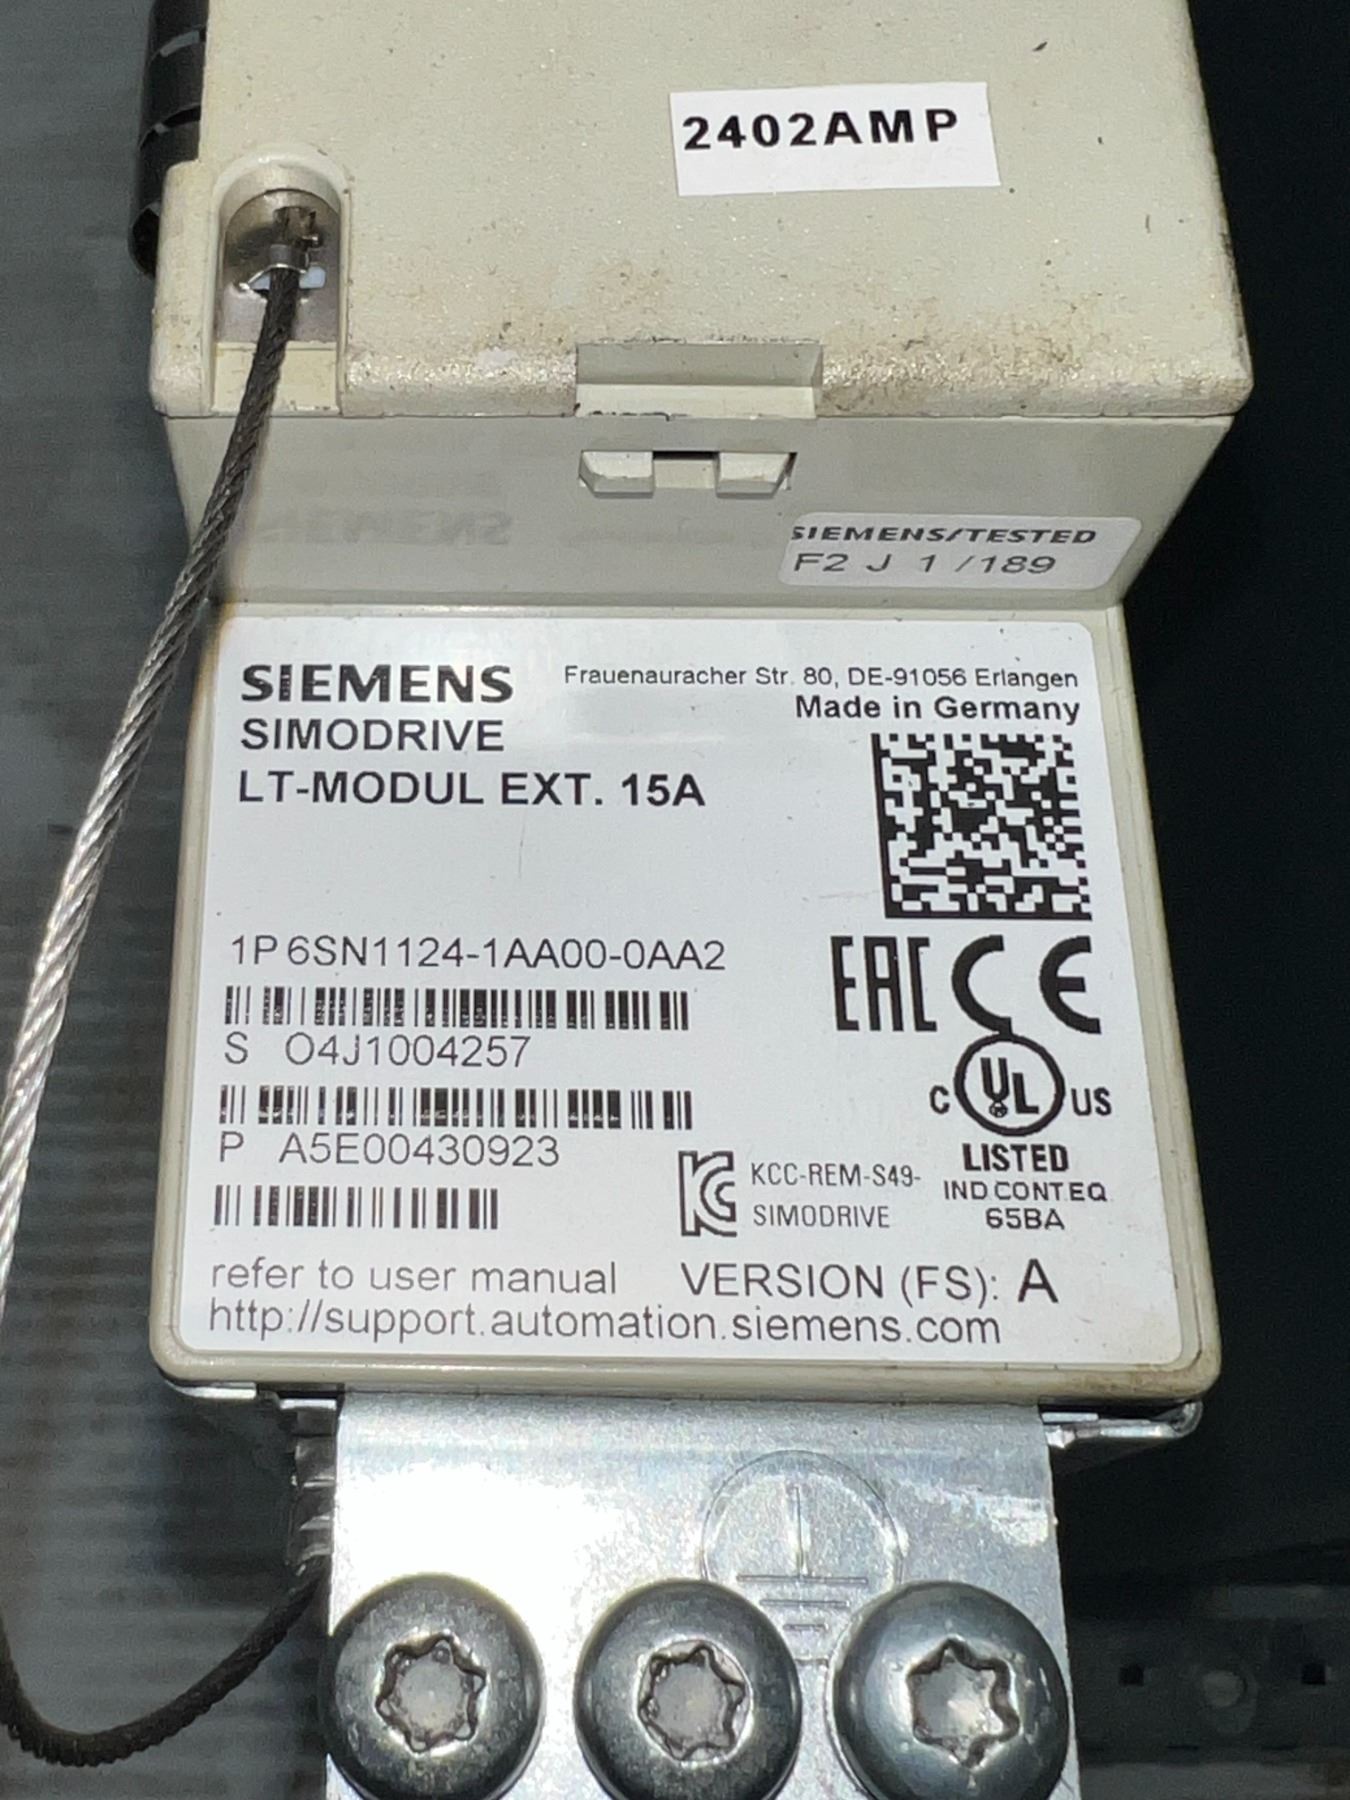 2402AMP
SIEMENS/TESTED
F2 J 1 /189
SIEMENS
Frauenauracher Str. 80, DE-91056 Erlangen
Made in Germany
SIMODRIVE
LT-MODUL EXT. 15A
1P 6SN1124-1AA00-0AA2
EAC CE
S O4J1004257
C UL US
LISTED
IND.CONT.EQ.
65BA
P A5E00430923
KCC-REM-S49-
SIMODRIVE
refer to user manual
VERSION (FS): A
http://support.automation.siemens.com